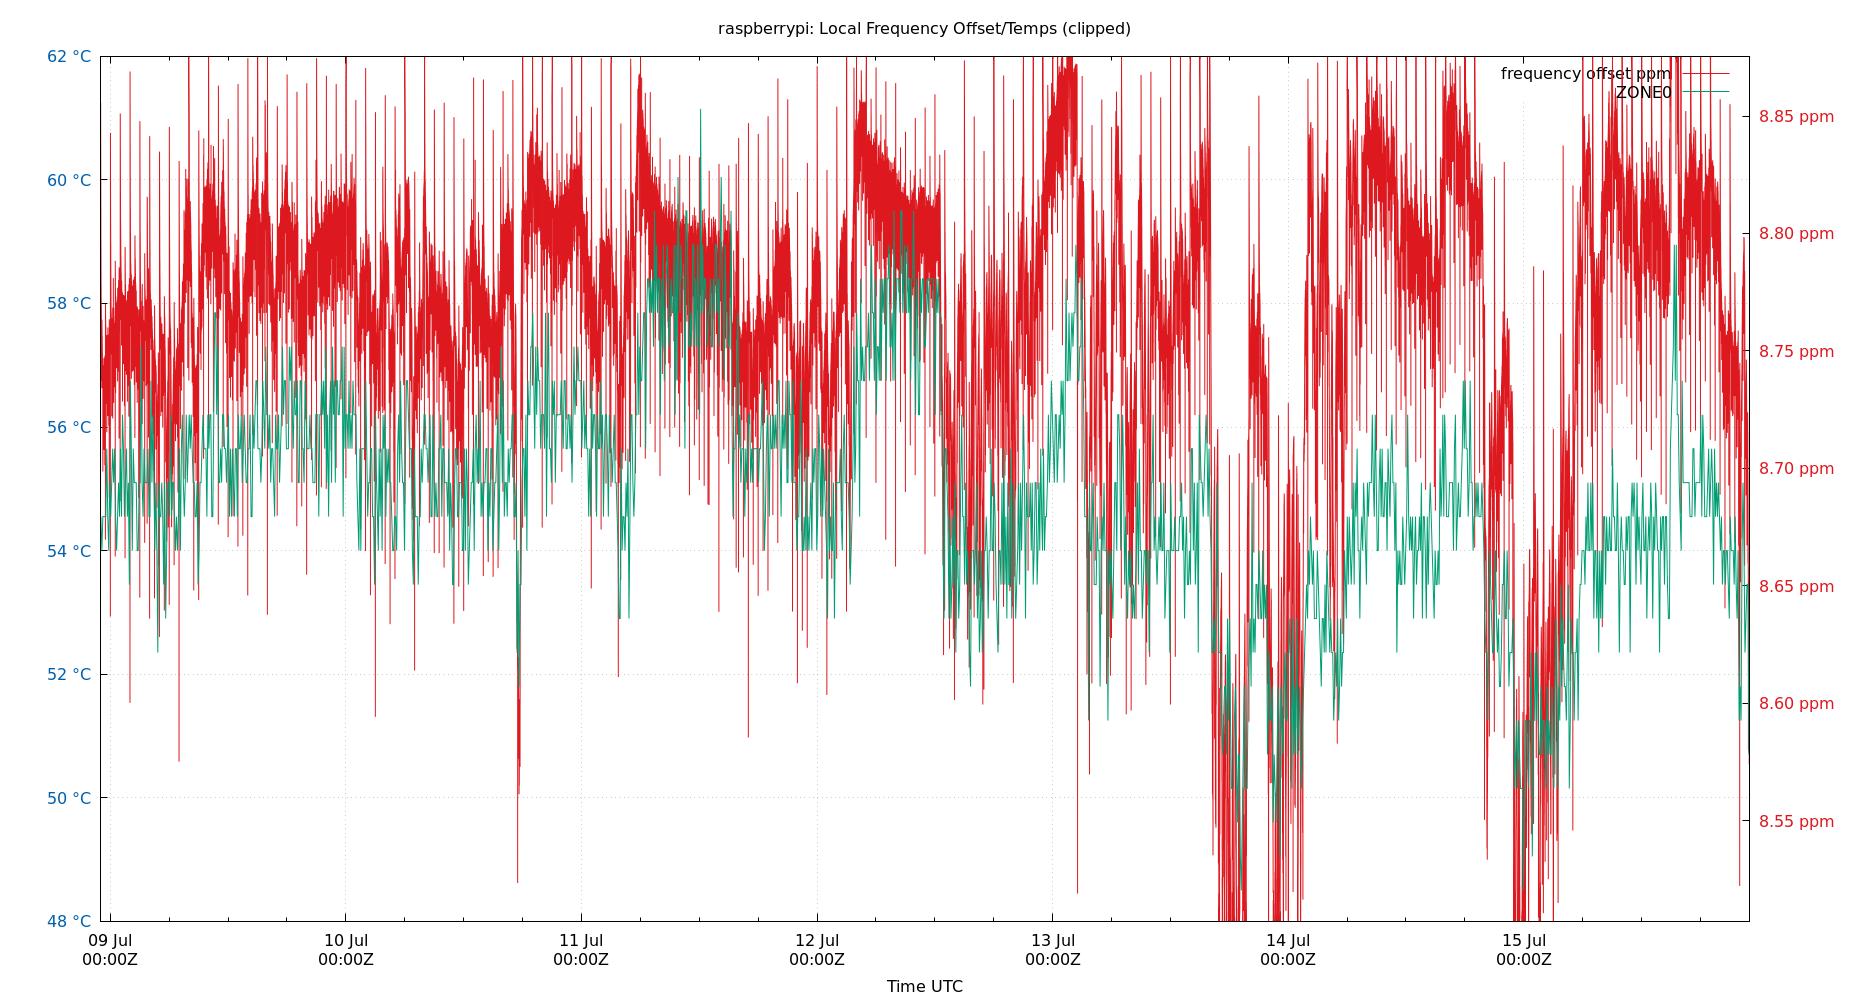 raspberrypi: Local Frequency Offset/Temps (clipped)
62 °C
60 °C
58 °C
56 °C
54 °C
52 °C
50 °C
48 °C
frequency offset ppm
ZONE0
8.85 ppm
8.80 ppm
8.75 ppm
8.70 ppm
8.65 ppm
8.60 ppm
8.55 ppm
09 Jul 10 Jul 11 Jul 12 Jul 13 Jul 14 Jul 15 Jul
00:00Z 00:00Z 00:00Z 00:00Z 00:00Z 00:00Z 00:00Z
Time UTC